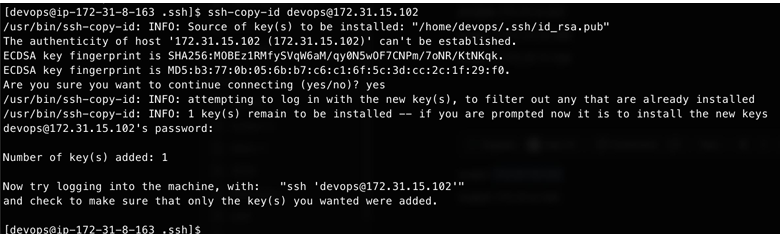 [devops@ip-172-31-8-163 .ssh]$ ssh-copy-id devops@172.31.15.102
/usr/bin/ssh-copy-id: INFO: Source of key(s) to be installed: "/home/devops/.ssh/id_rsa.pub"
The authenticity of host '172.31.15.102 (172.31.15.102)' can't be established.
ECDSA key fingerprint is SHA256:MOBEz1RMfySVqW6aM/qy0N5wOF7CNPm/7oNR/KtNKqk.
ECDSA key fingerprint is MD5:b3:77:0b:05:6b:b7:c6:c1:6f:5c:3d:cc:2c:1f:29:f0.
Are you sure you want to continue connecting (yes/no)? yes
/usr/bin/ssh-copy-id: INFO: attempting to log in with the new key(s), to filter out any that are already installed
/usr/bin/ssh-copy-id: INFO: 1 key(s) remain to be installed -- if you are prompted now it is to install the new keys
devops@172.31.15.102's password:
Number of key(s) added: 1
Now try logging into the machine, with:   "ssh 'devops@172.31.15.102'"
and check to make sure that only the key(s) you wanted were added.
[devops@ip-172-31-8-163 .ssh]$